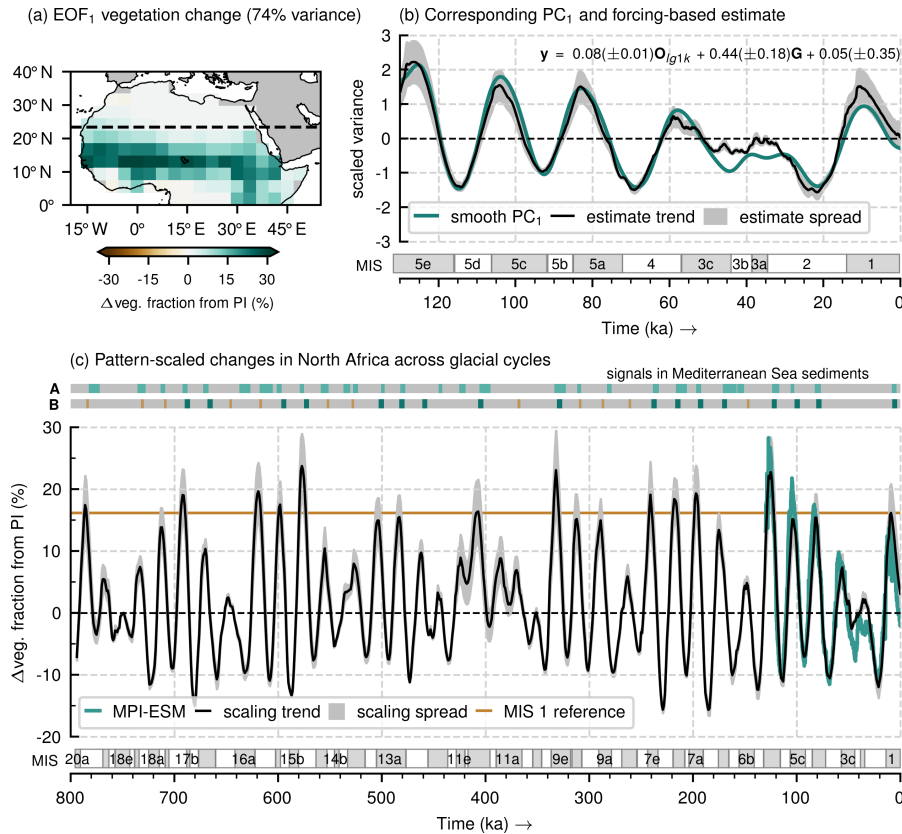 (a) EOF₁ vegetation change (74% variance)
40° N
30° N
20° N
10° N
0°
15° W 0° 15° E 30° E 45° E
-30 -15 0 15 30
Δveg. fraction from PI (%)
(b) Corresponding PC₁ and forcing-based estimate
y = 0.08(±0.01)O_lg1k + 0.44(±0.18)G + 0.05(±0.35)
3
2
1
0
-1
-2
-3
scaled variance
smooth PC₁ estimate trend estimate spread
MIS 5e 5d 5c 5b 5a 4 3c 3b 3a 2 1
120 100 80 60 40 20 0
Time (ka) →
(c) Pattern-scaled changes in North Africa across glacial cycles
signals in Mediterranean Sea sediments
A
B
30
20
10
0
-10
-20
Δveg. fraction from PI (%)
MPI-ESM scaling trend scaling spread MIS 1 reference
MIS 20a 18e 18a 17b 16a 15b 14b 13a 11e 11a 9e 9a 7e 7a 6b 5c 3c 1
800 700 600 500 400 300 200 100 0
Time (ka) →